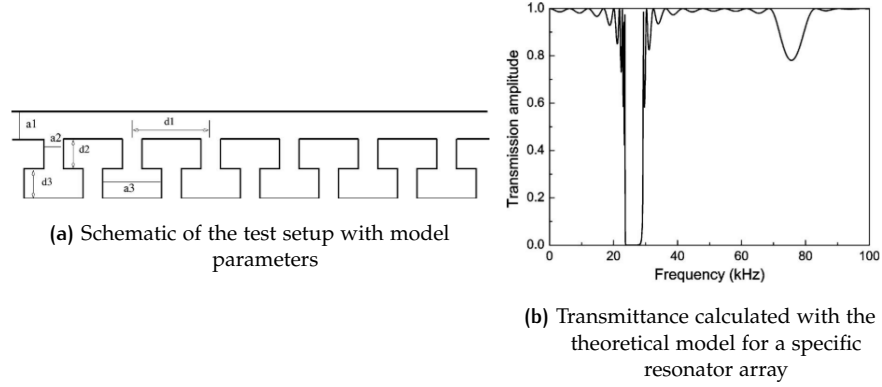 a1
a2
d1
d2
d3
a3
(a) Schematic of the test setup with model
parameters
1.0
0.8
0.6
0.4
0.2
0.0
Transmission amplitude
0 20 40 60 80 100
Frequency (kHz)
(b) Transmittance calculated with the
theoretical model for a specific
resonator array